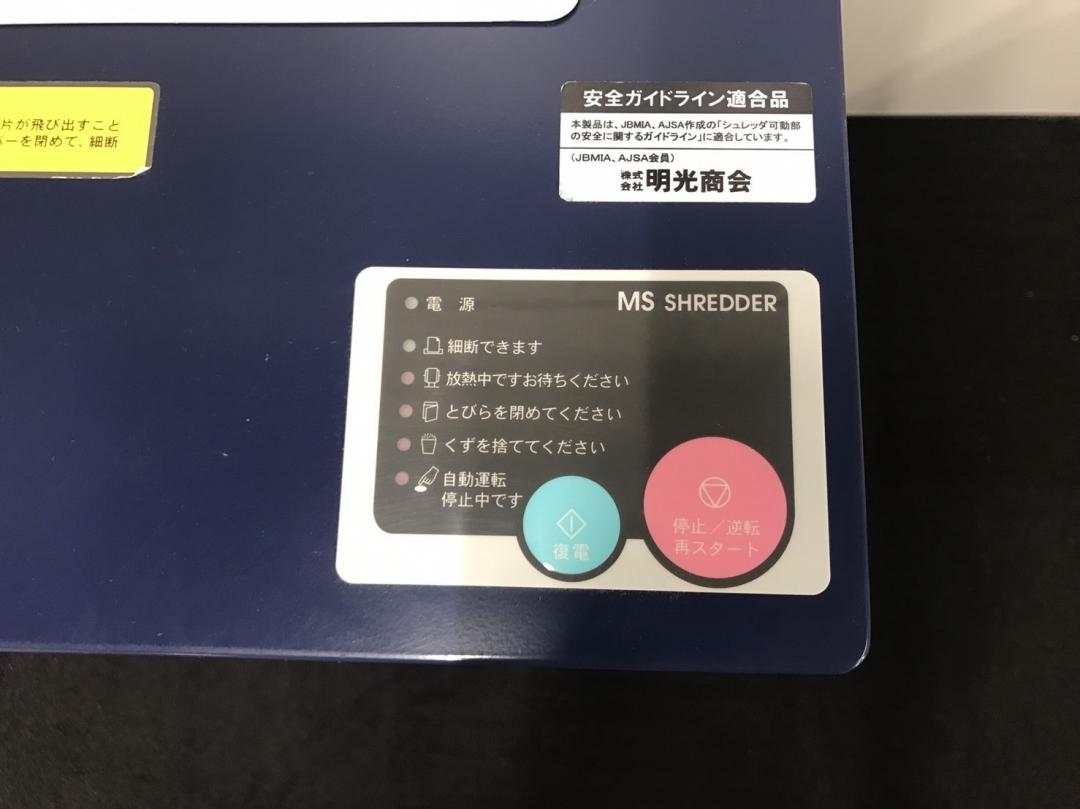 片が飛び出すこと
バーを閉めて、細断
安全ガイドライン適合品
本製品は、JBMIA、AJSA作成の「シュレッダ可動部
の安全に関するガイドライン」に適合しています。
(JBMIA、AJSA会員)
株式会社 明光商会
電源
MS SHREDDER
細断できます
放熱中ですお待ちください
とびらを閉めてください
くずを捨ててください
自動運転
停止中です
復電
停止/逆転
再スタート